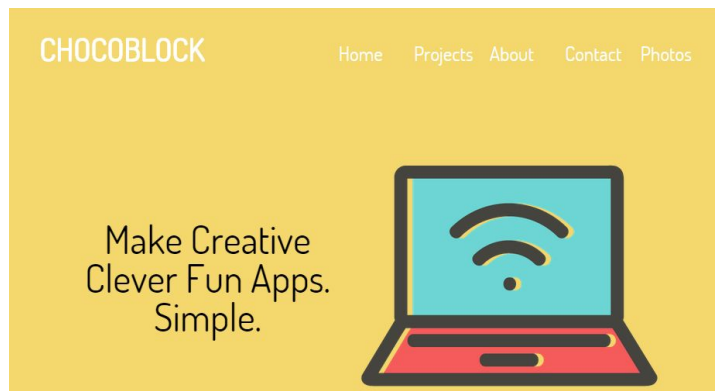 CHOCOBLOCK
Home Projects About Contact Photos
Make Creative
Clever Fun Apps.
Simple.